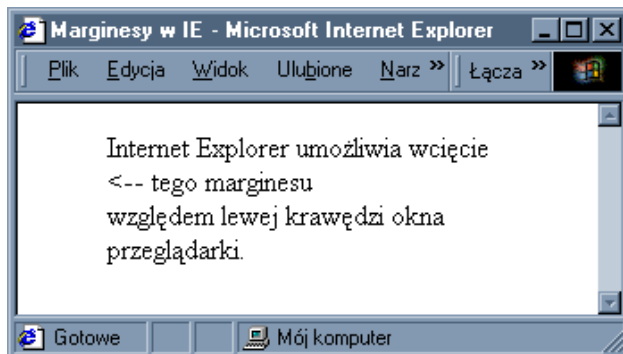 Marginesy w IE - Microsoft Internet Explorer
Plik Edycja Widok Ulubione Narz » Łącza »
Internet Explorer umożliwia wcięcie
<-- tego marginesu
względem lewej krawędzi okna
przeglądarki.
Gotowe Mój komputer